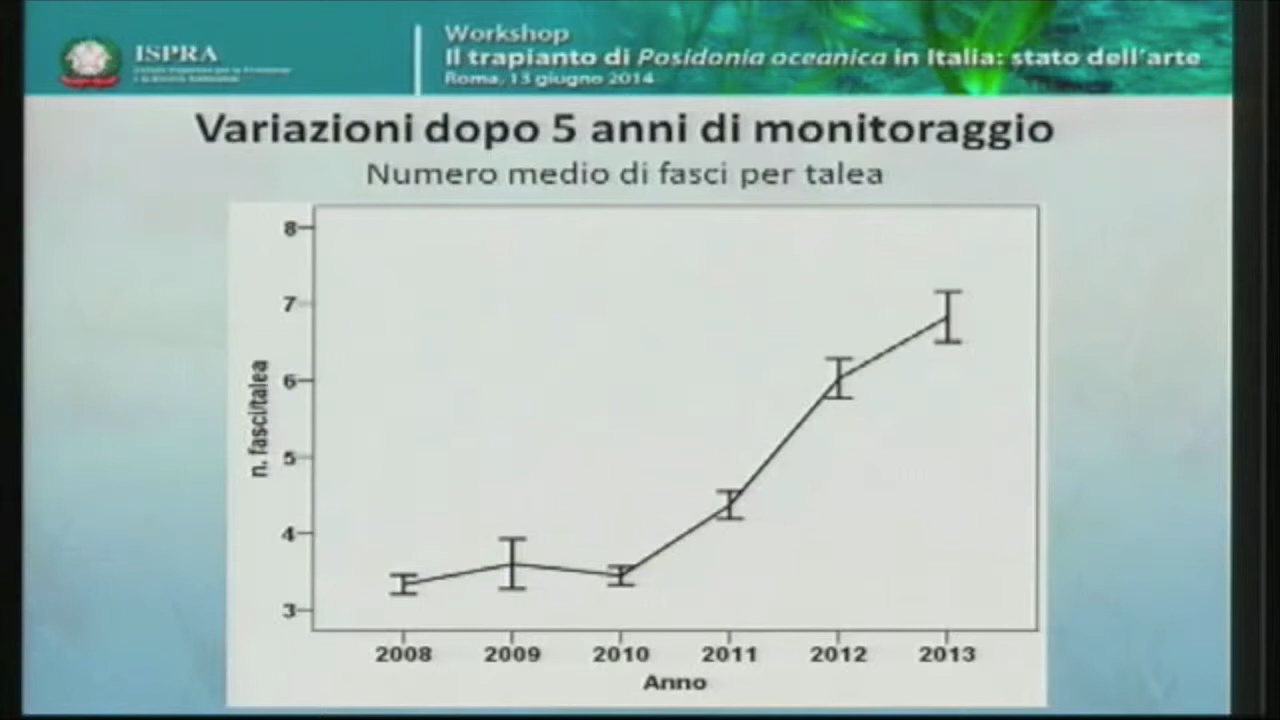 ISPRA
Workshop
Il trapianto di Posidonia oceanica in Italia: stato dell'arte
Roma, 13 giugno 2014
Variazioni dopo 5 anni di monitoraggio
Numero medio di fasci per talea
8
7
6
5
4
3
n. fasci/talea
2008 2009 2010 2011 2012 2013
Anno